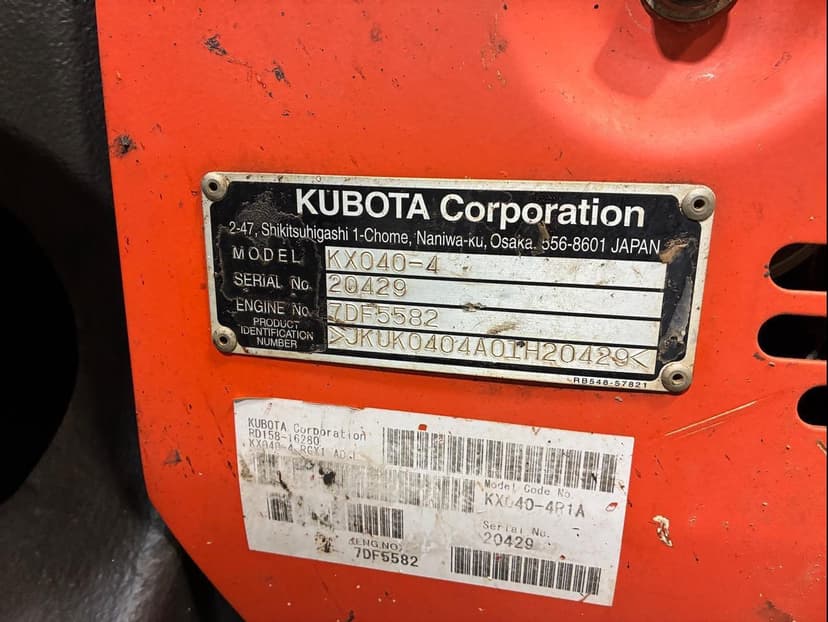 KUBOTA Corporation
2-47, Shikitsuhigashi 1-Chome, Naniwa-ku, Osaka, 556-8601 JAPAN
MODEL KX040-4
SERIAL No. 20429
ENGINE No. 7DF5582
PRODUCT IDENTIFICATION NUMBER >JKUK0404A01H20429<
RB548-57821
KUBOTA Corporation
RD158-16280
KX040-4
Model Code No.
KX040-4R1A
Serial No.
20429
(ENG.NO)
7DF5582